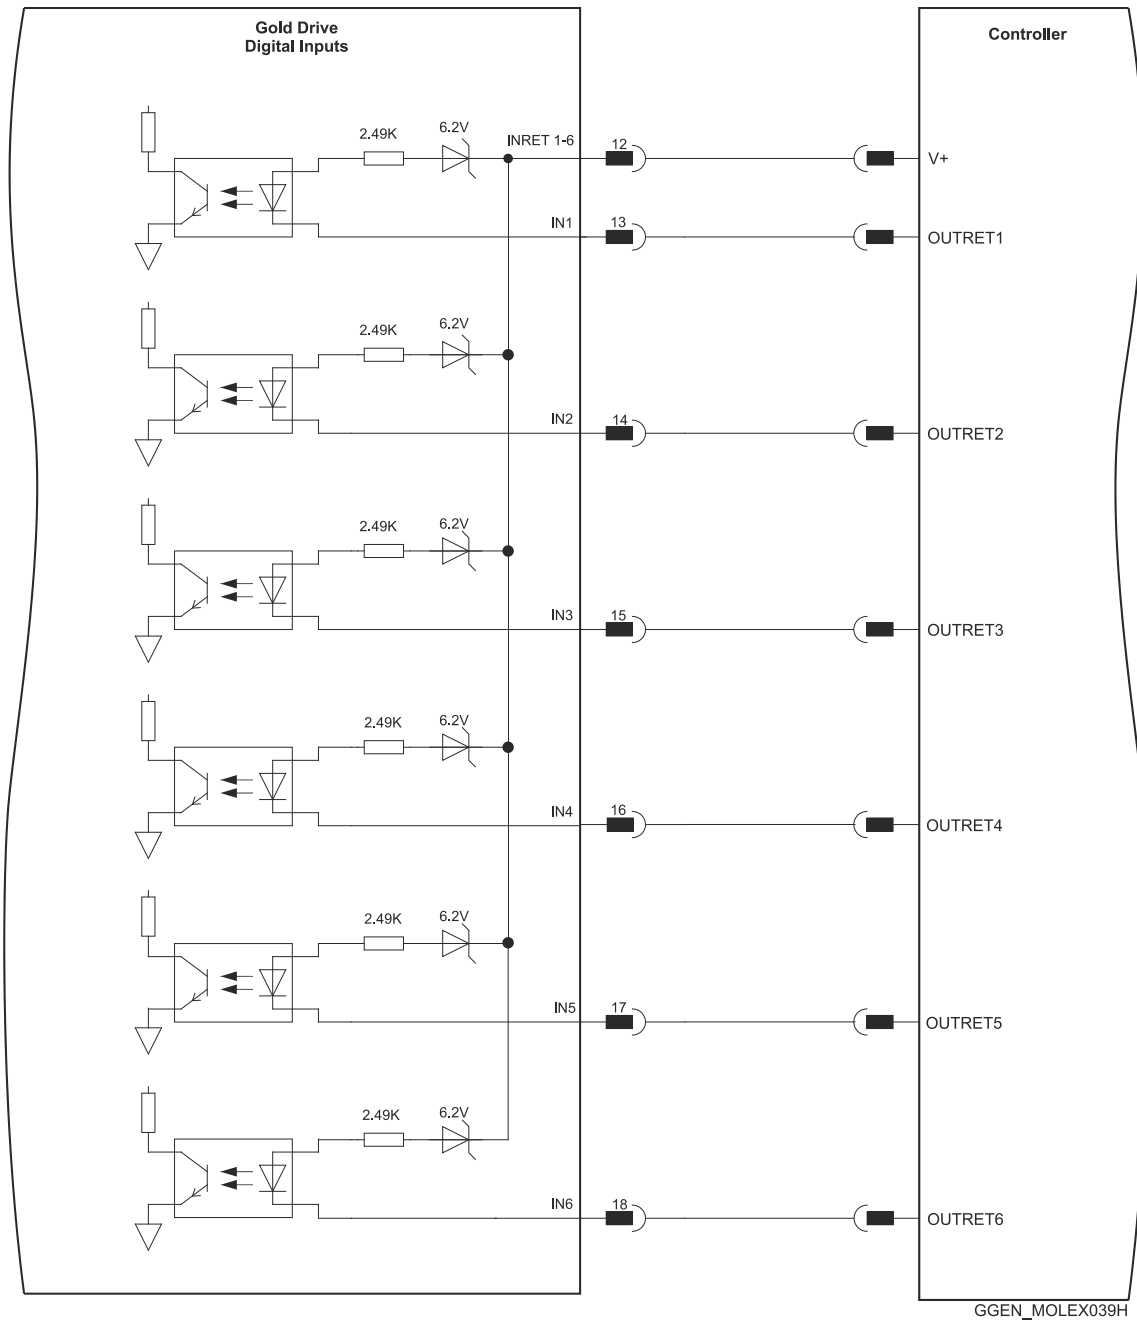 Gold Drive
Digital Inputs
Controller
2.49K
6.2V
INRET 1-6
12
V+
IN1
13
OUTRET1
2.49K
6.2V
IN2
14
OUTRET2
2.49K
6.2V
IN3
15
OUTRET3
2.49K
6.2V
IN4
16
OUTRET4
2.49K
6.2V
IN5
17
OUTRET5
2.49K
6.2V
IN6
18
OUTRET6
GGEN_MOLEX039H